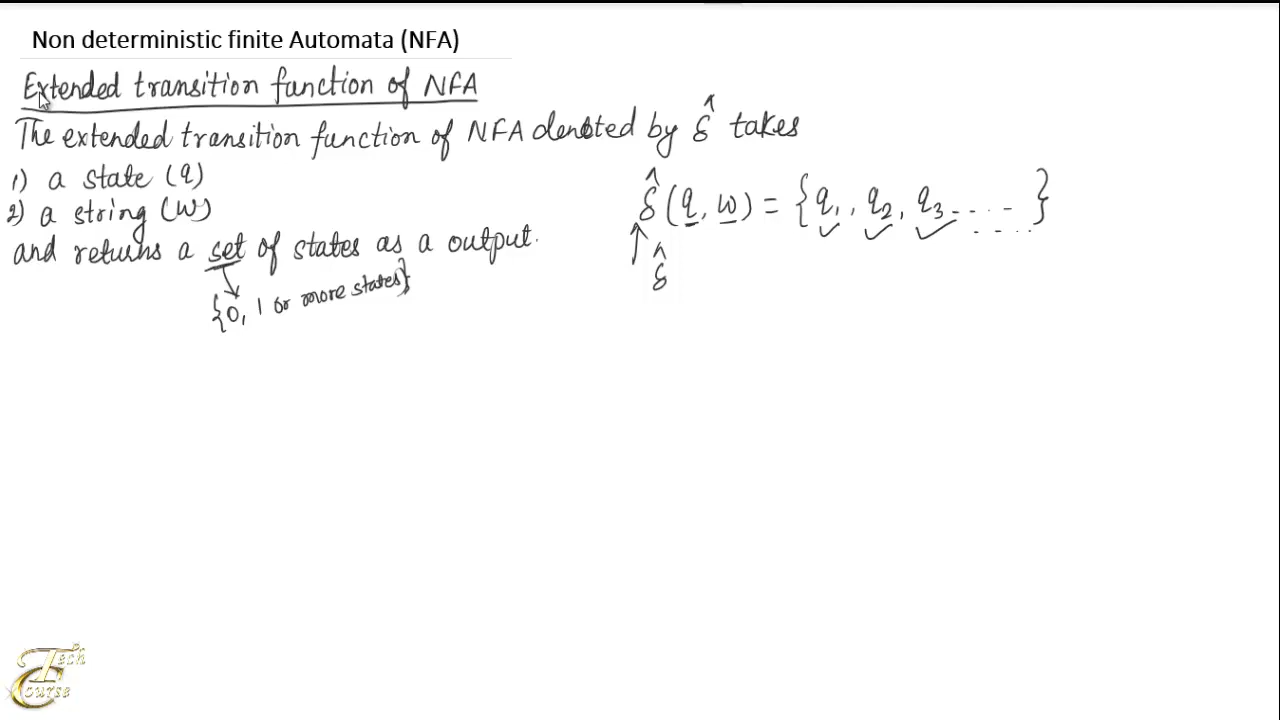 Non deterministic finite Automata (NFA)
Extended transition function of NFA
The extended transition function of NFA denoted by δ̂ takes
1) a state (q)
2) a string (w)
and returns a set of states as a output.
{0, 1 or more states}
δ̂ (q, w) = {q₁, q₂, q₃ - - - - - }
δ̂
Tech
Course